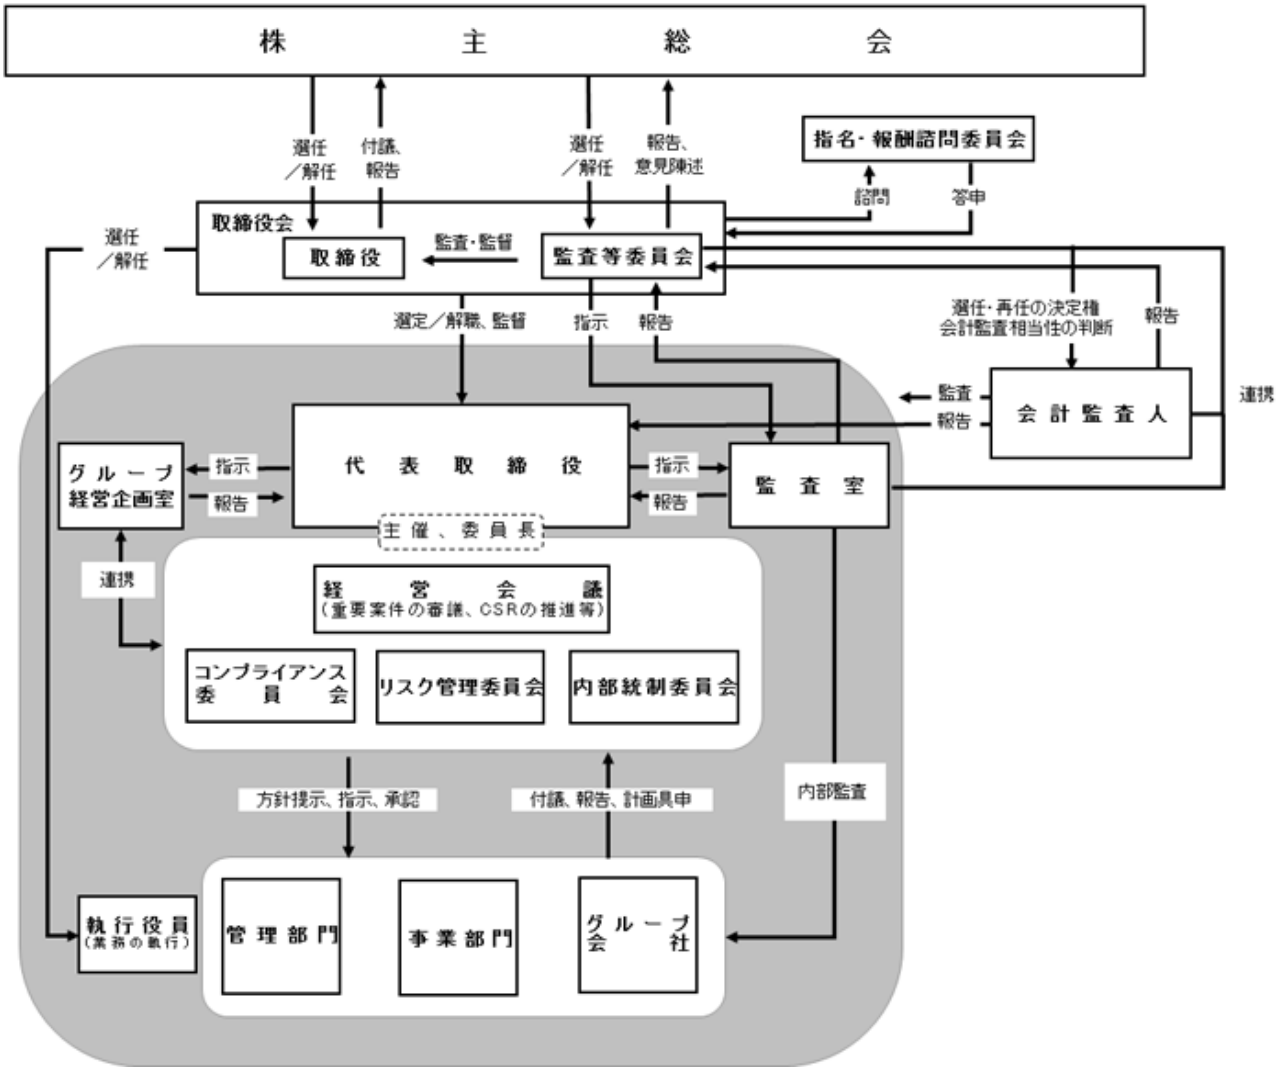 株主総会
選任
／解任
付議、
報告
選任
／解任
報告、
意見陳述
指名・報酬諮問委員会
諮問
答申
取締役会
取締役
監査・監督
監査等委員会
選任
／解任
選定／解職、監督
指示
報告
選任・再任の決定権
会計監査相当性の判断
報告
連携
監査
報告
会計監査人
グループ
経営企画室
指示
報告
代表取締役
指示
報告
監査室
主催、委員長
連携
経営会議
（重要案件の審議、CSRの推進等）
コンプライアンス
委員会
リスク管理委員会
内部統制委員会
方針提示、指示、承認
付議、報告、計画具申
内部監査
執行役員
（業務の執行）
管理部門
事業部門
グループ
会社